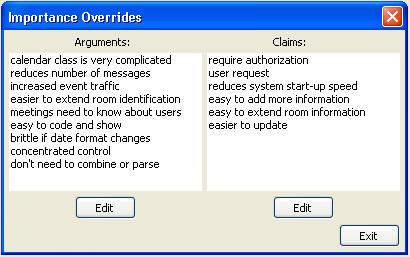 Importance Overrides
Arguments:
calendar class is very complicated
reduces number of messages
increased event traffic
easier to extend room identification
meetings need to know about users
easy to code and show
brittle if date format changes
concentrated control
don't need to combine or parse
Edit
Claims:
require authorization
user request
reduces system start-up speed
easy to add more information
easy to extend room information
easier to update
Edit
Exit